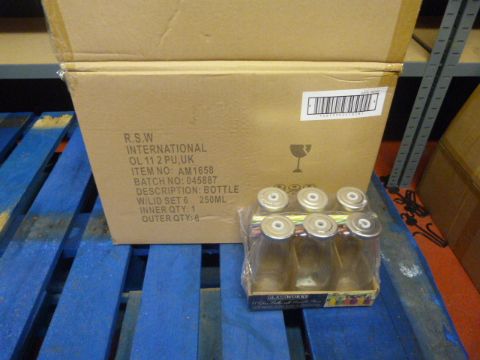 R.S.W
INTERNATIONAL
OL 11 2 PU,UK
ITEM NO: AM1658
BATCH NO: 045887
DESCRIPTION: BOTTLE
W/LID SET 6 250ML
INNER QTY: 1
OUTER QTY: 6
GLASSWORKS